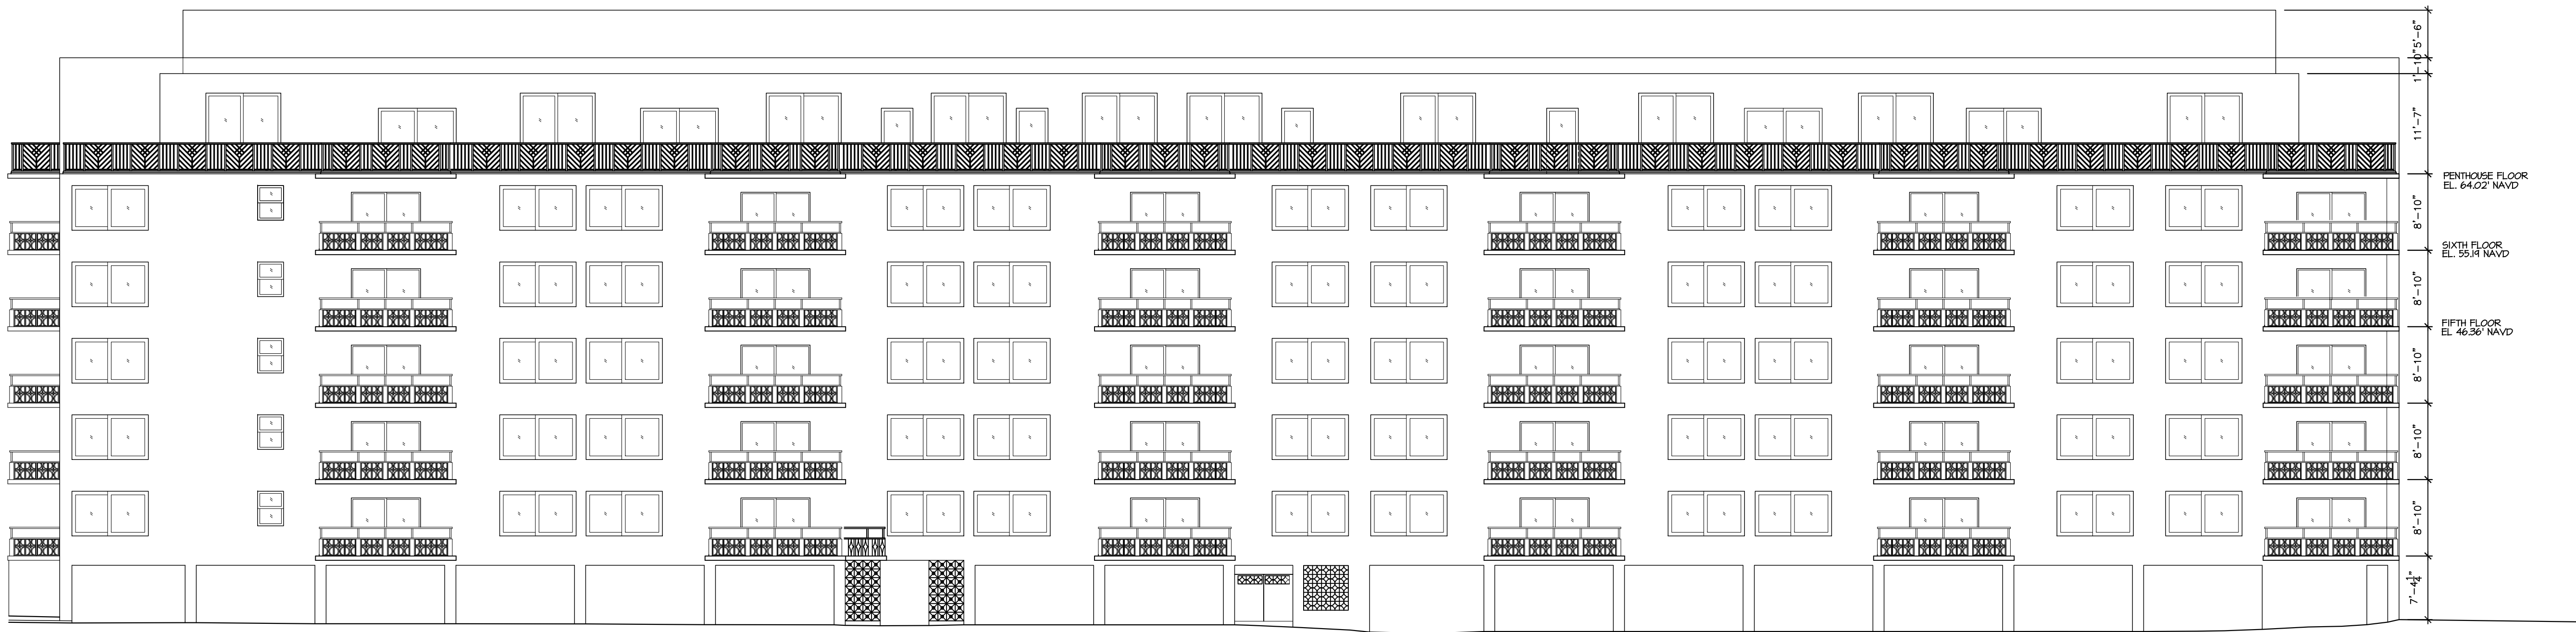 5'-6"
1'-10"
11'-7"
PENTHOUSE FLOOR
EL. 64.02' NAVD
8'-10"
SIXTH FLOOR
EL. 55.19 NAVD
8'-10"
FIFTH FLOOR
EL 46.36' NAVD
8'-10"
8'-10"
8'-10"
7'-4¼"